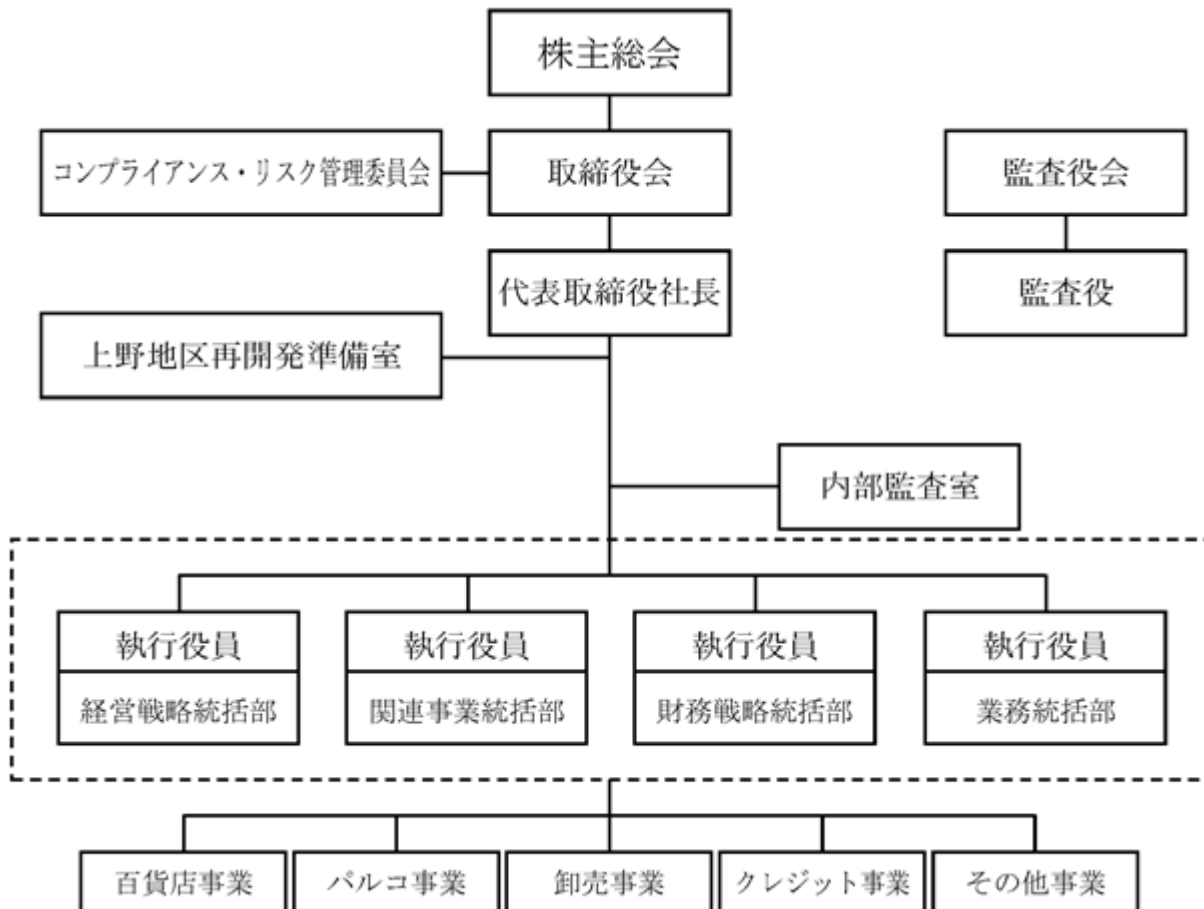 株主総会
コンプライアンス・リスク管理委員会
取締役会
監査役会
代表取締役社長
監査役
上野地区再開発準備室
内部監査室
執行役員
経営戦略統括部
執行役員
関連事業統括部
執行役員
財務戦略統括部
執行役員
業務統括部
百貨店事業
パルコ事業
卸売事業
クレジット事業
その他事業